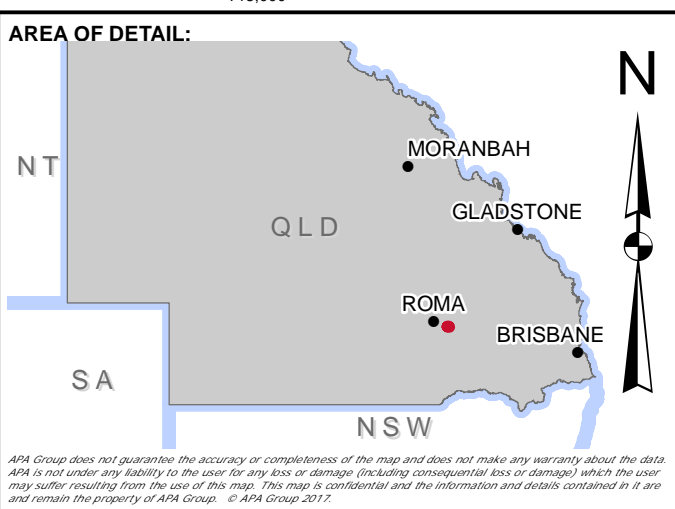 AREA OF DETAIL:
N
MORANBAH
NT
GLADSTONE
QLD
ROMA
BRISBANE
SA
NSW
APA Group does not guarantee the accuracy or completeness of the map and does not make any warranty about the data.
APA is not under any liability to the user for any loss or damage (including consequential loss or damage) which the user
may suffer resulting from the use of this map. This map is confidential and the information and details contained in it are
and remain the property of APA Group. © APA Group 2017.